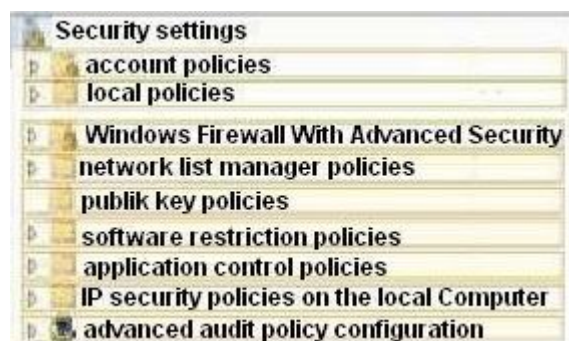 Security settings
account policies
local policies
Windows Firewall With Advanced Security
network list manager policies
publik key policies
software restriction policies
application control policies
IP security policies on the local Computer
advanced audit policy configuration